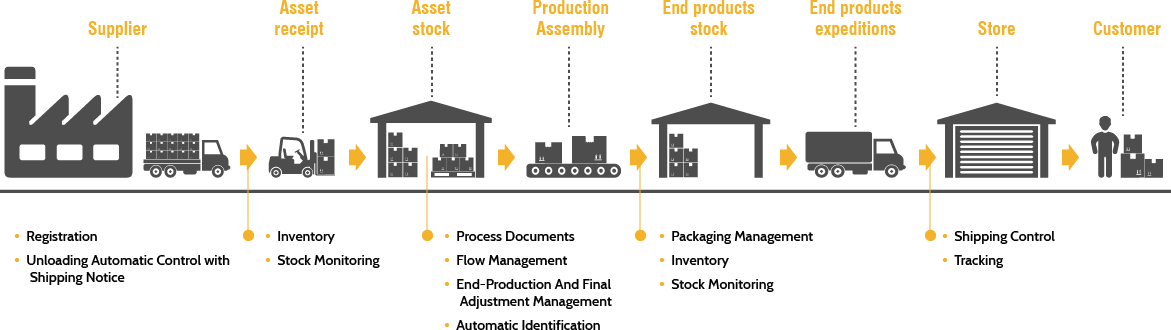 Supplier
Asset
receipt
Asset
stock
Production
Assembly
End products
stock
End products
expeditions
Store
Customer
• Registration
• Unloading Automatic Control with
Shipping Notice
• Inventory
• Stock Monitoring
• Process Documents
• Flow Management
• End-Production And Final
Adjustment Management
• Automatic Identification
• Packaging Management
• Inventory
• Stock Monitoring
• Shipping Control
• Tracking